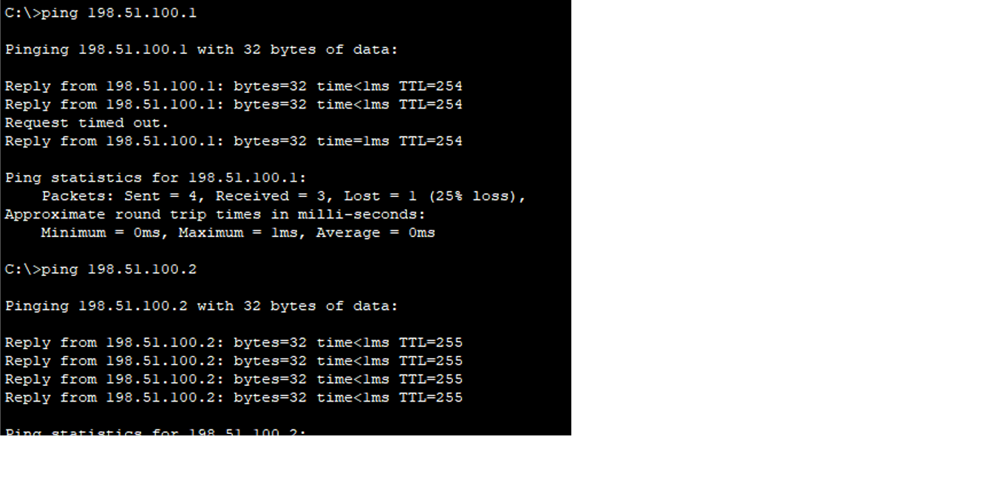 C:\>ping 198.51.100.1
Pinging 198.51.100.1 with 32 bytes of data:
Reply from 198.51.100.1: bytes=32 time<1ms TTL=254
Reply from 198.51.100.1: bytes=32 time<1ms TTL=254
Request timed out.
Reply from 198.51.100.1: bytes=32 time=1ms TTL=254
Ping statistics for 198.51.100.1:
    Packets: Sent = 4, Received = 3, Lost = 1 (25% loss),
Approximate round trip times in milli-seconds:
    Minimum = 0ms, Maximum = 1ms, Average = 0ms
C:\>ping 198.51.100.2
Pinging 198.51.100.2 with 32 bytes of data:
Reply from 198.51.100.2: bytes=32 time<1ms TTL=255
Reply from 198.51.100.2: bytes=32 time<1ms TTL=255
Reply from 198.51.100.2: bytes=32 time<1ms TTL=255
Reply from 198.51.100.2: bytes=32 time<1ms TTL=255
Ping statistics for 198.51.100.2: